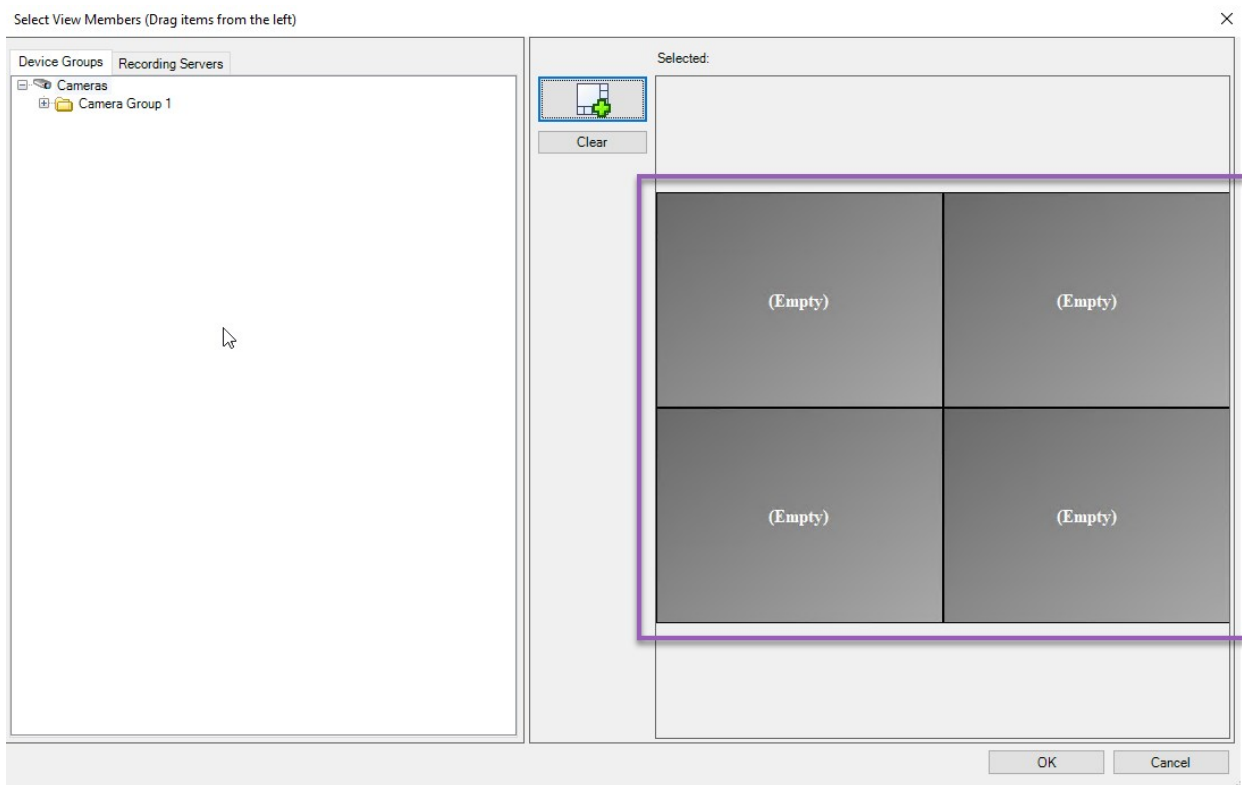 Select View Members (Drag items from the left)
Device Groups
Recording Servers
Cameras
Camera Group 1
Selected:
Clear
(Empty)
(Empty)
(Empty)
(Empty)
OK
Cancel